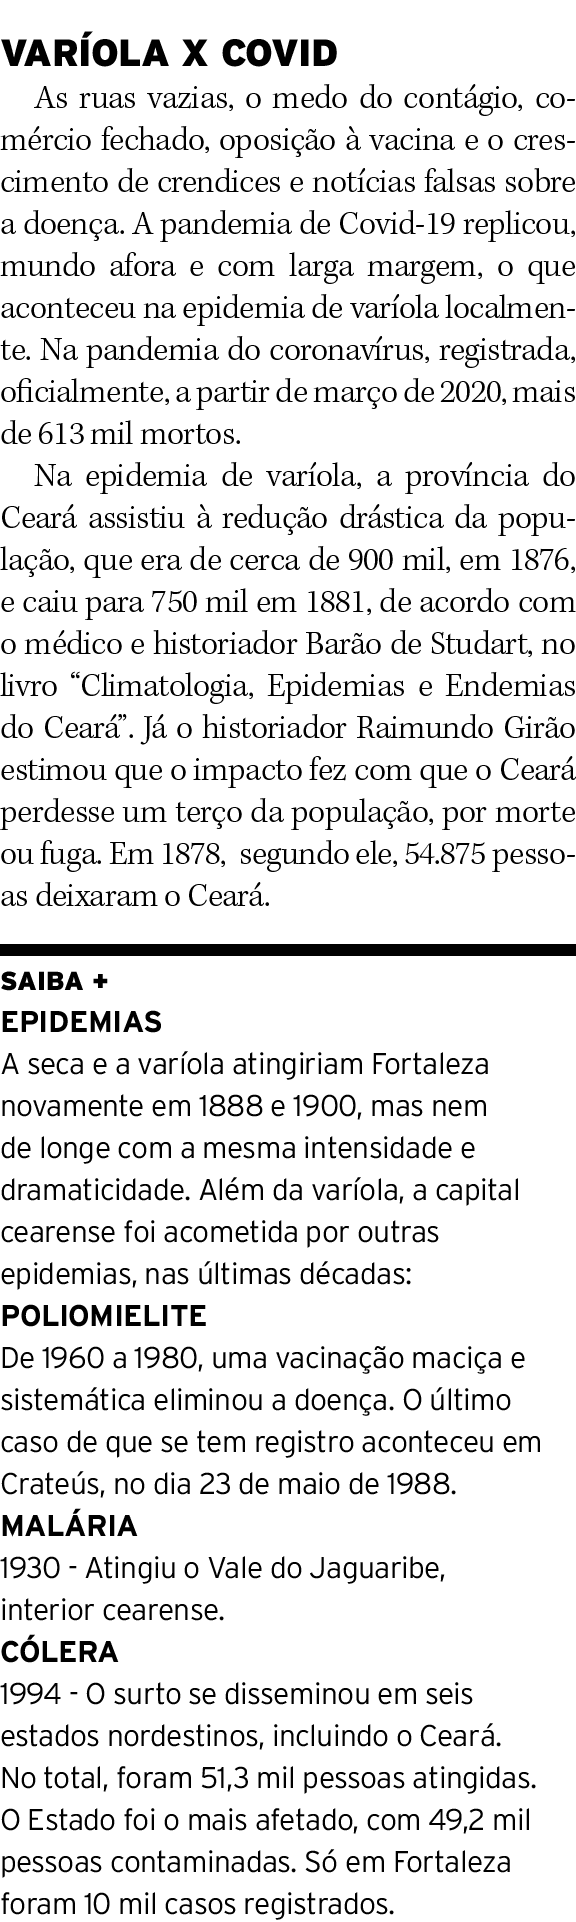 VARÍOLA X COVID
As ruas vazias, o medo do contágio, co-
mércio fechado, oposição à vacina e o cres-
cimento de crendices e notícias falsas sobre
a doença. A pandemia de Covid-19 replicou,
mundo afora e com larga margem, o que
aconteceu na epidemia de varíola localmen-
te. Na pandemia do coronavírus, registrada,
oficialmente, a partir de março de 2020, mais
de 613 mil mortos.
Na epidemia de varíola, a província do
Ceará assistiu à redução drástica da popu-
lação, que era de cerca de 900 mil, em 1876,
e caiu para 750 mil em 1881, de acordo com
o médico e historiador Barão de Studart, no
livro “Climatologia, Epidemias e Endemias
do Ceará”. Já o historiador Raimundo Girão
estimou que o impacto fez com que o Ceará
perdesse um terço da população, por morte
ou fuga. Em 1878, segundo ele, 54.875 pesso-
as deixaram o Ceará.
SAIBA +
EPIDEMIAS
A seca e a varíola atingiriam Fortaleza
novamente em 1888 e 1900, mas nem
de longe com a mesma intensidade e
dramaticidade. Além da varíola, a capital
cearense foi acometida por outras
epidemias, nas últimas décadas:
POLIOMIELITE
De 1960 a 1980, uma vacinação maciça e
sistemática eliminou a doença. O último
caso de que se tem registro aconteceu em
Crateús, no dia 23 de maio de 1988.
MALÁRIA
1930 - Atingiu o Vale do Jaguaribe,
interior cearense.
CÓLERA
1994 - O surto se disseminou em seis
estados nordestinos, incluindo o Ceará.
No total, foram 51,3 mil pessoas atingidas.
O Estado foi o mais afetado, com 49,2 mil
pessoas contaminadas. Só em Fortaleza
foram 10 mil casos registrados.